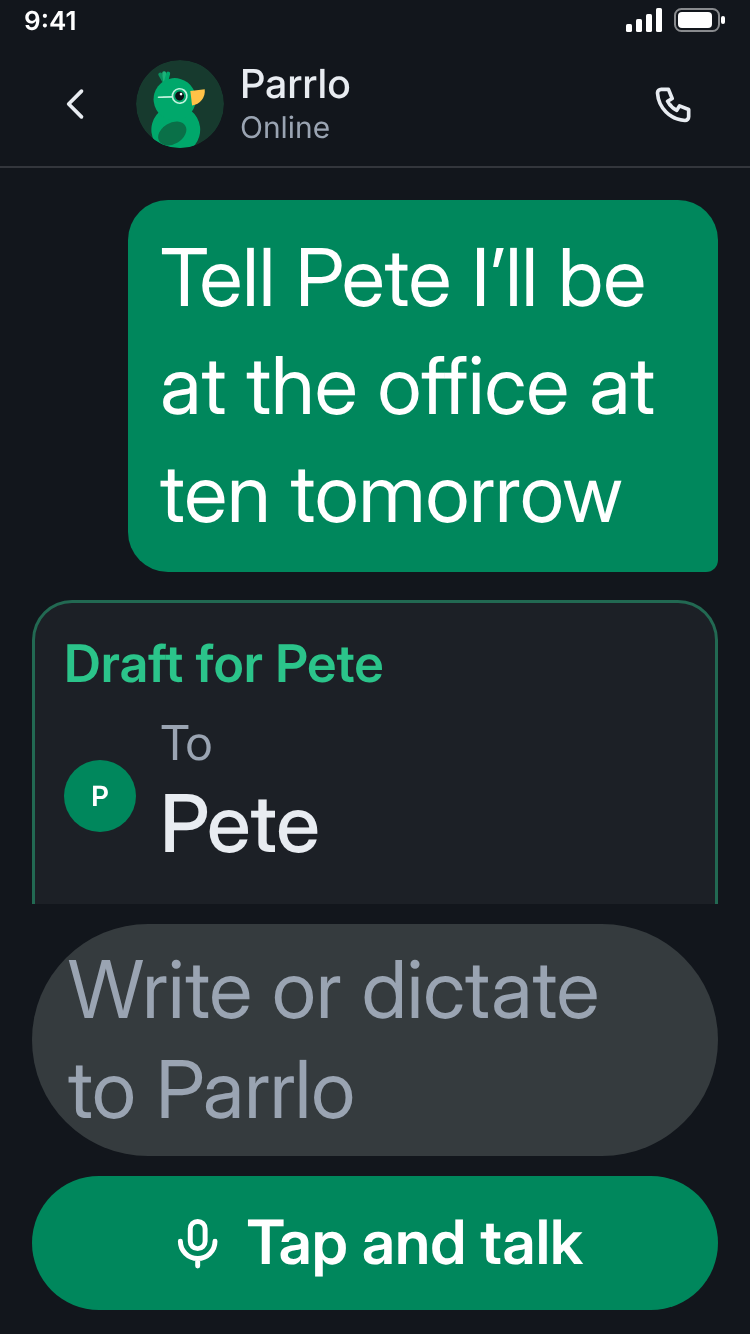 9:41
Parrlo
Online
Tell Pete I’ll be
at the office at
ten tomorrow
Draft for Pete
To
P
Pete
Write or dictate
to Parrlo
Tap and talk